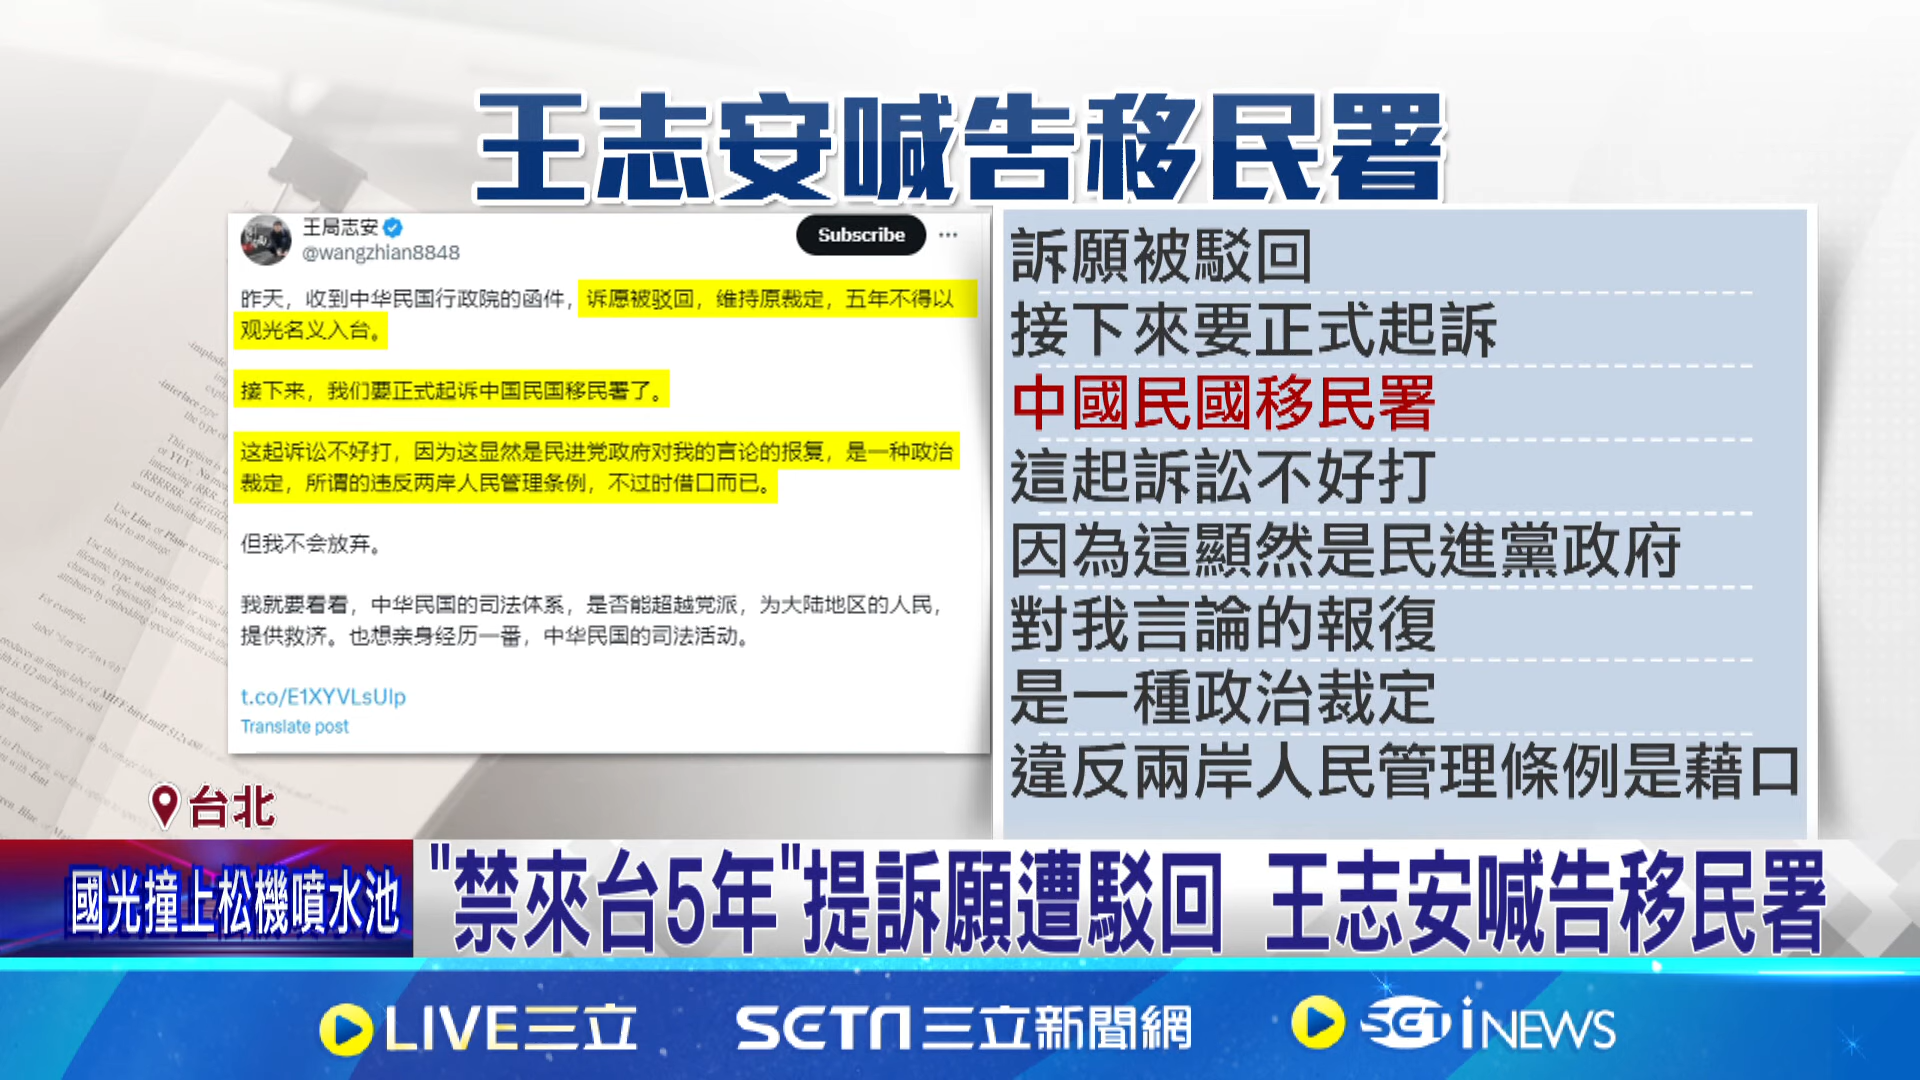 王志安喊告移民署
王局志安
@wangzhian8848
Subscribe
昨天，收到中华民国行政院的函件，诉愿被驳回，维持原裁定，五年不得以
观光名义入台。
接下来，我们要正式起诉中国民国移民署了。
这起诉讼不好打，因为这显然是民进党政府对我的言论的报复，是一种政治
裁定，所谓的违反两岸人民管理条例，不过时借口而已。
但我不会放弃。
我就要看看，中华民国的司法体系，是否能超越党派，为大陆地区的人民，
提供救济。也想亲身经历一番，中华民国的司法活动。
t.co/E1XYVLsUIp
Translate post
訴願被駁回
接下來要正式起訴
中國民國移民署
這起訴訟不好打
因為這顯然是民進黨政府
對我言論的報復
是一種政治裁定
違反兩岸人民管理條例是藉口
台北
國光撞上松機噴水池
"禁來台5年"提訴願遭駁回 王志安喊告移民署
LIVE三立
SETN三立新聞網
SET iNEWS